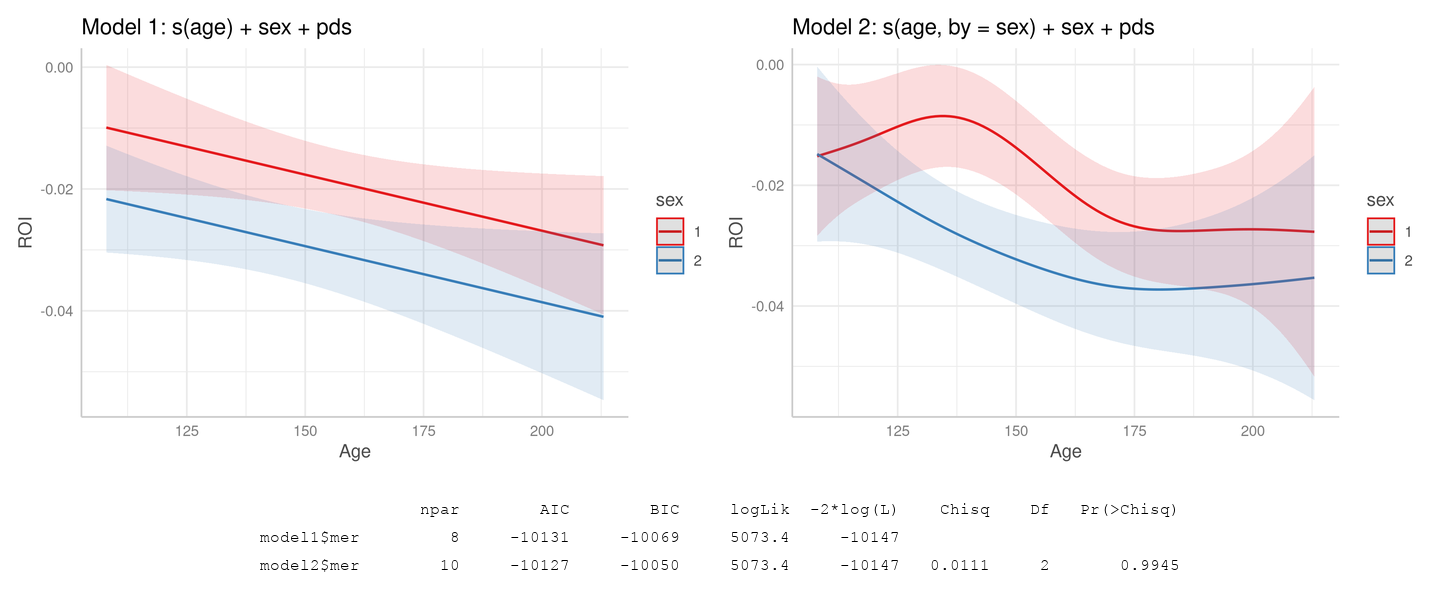 Model 1: s(age) + sex + pds
0.00
-0.02
-0.04
ROI
125 150 175 200
Age
sex
1
2
Model 2: s(age, by = sex) + sex + pds
0.00
-0.02
-0.04
ROI
125 150 175 200
Age
sex
1
2
npar AIC BIC logLik -2*log(L) Chisq Df Pr(>Chisq)
model1$mer 8 -10131 -10069 5073.4 -10147
model2$mer 10 -10127 -10050 5073.4 -10147 0.0111 2 0.9945